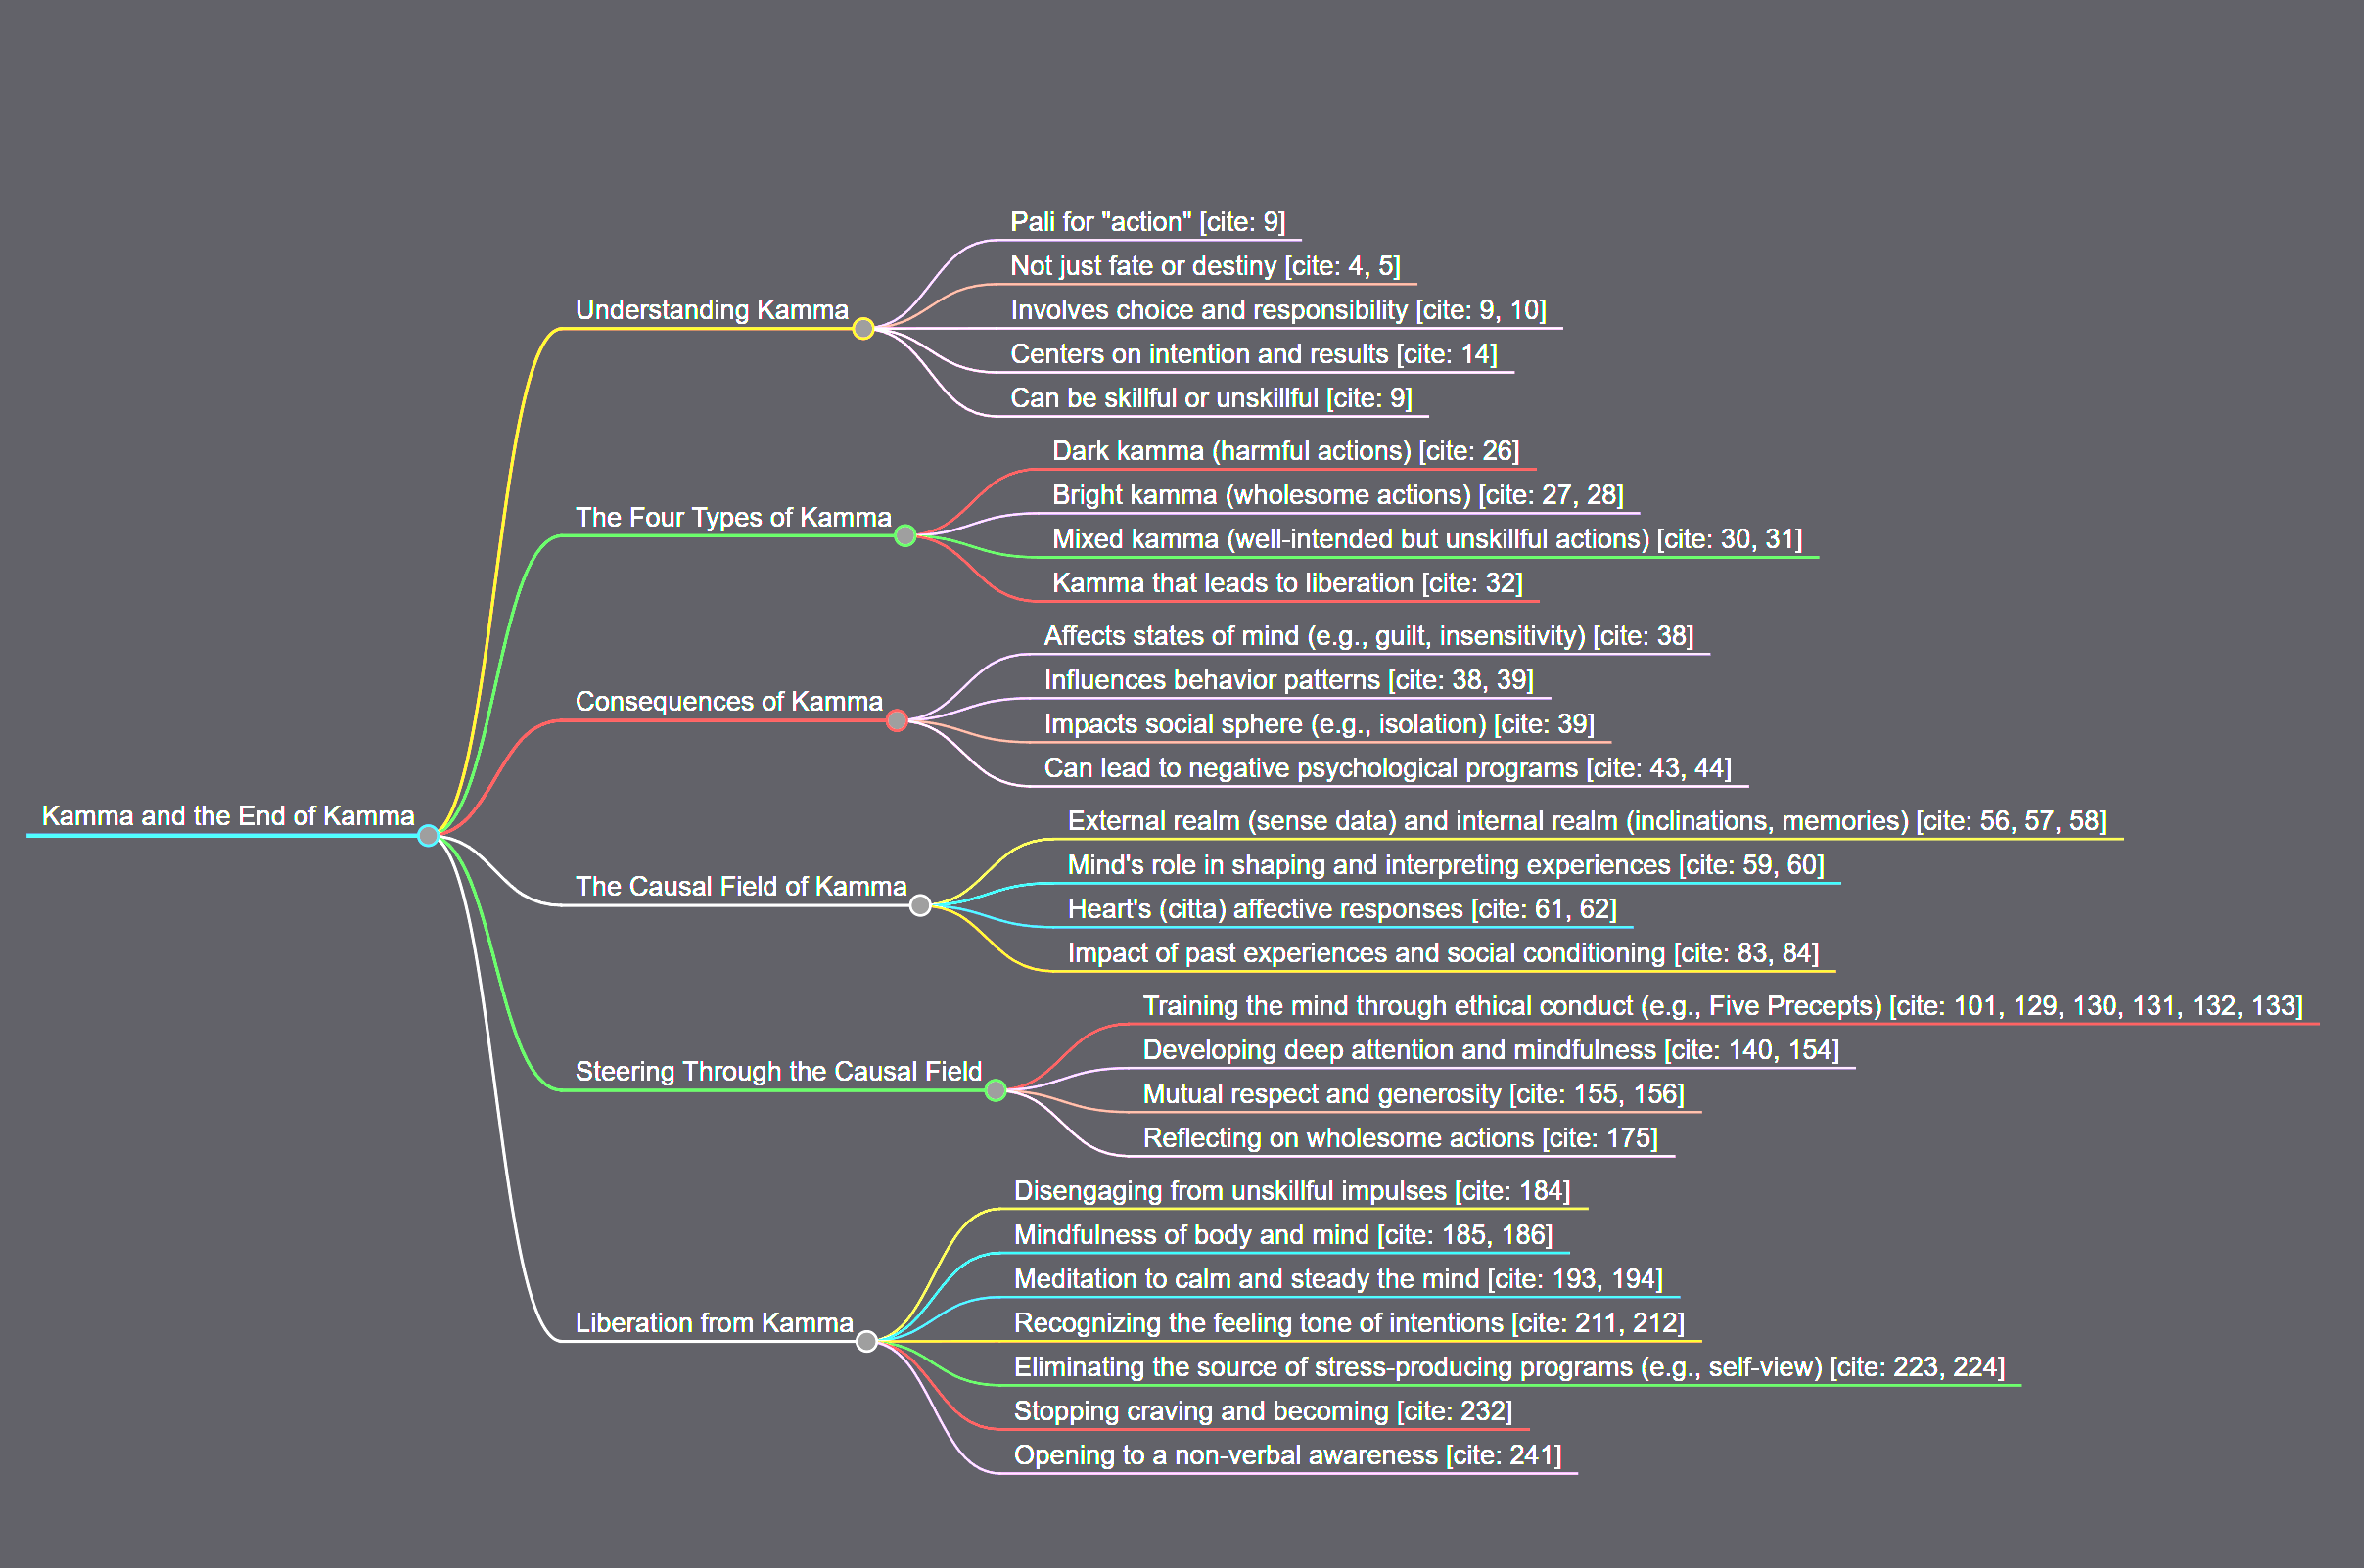 Kamma and the End of Kamma
Understanding Kamma
Pali for "action" [cite: 9]
Not just fate or destiny [cite: 4, 5]
Involves choice and responsibility [cite: 9, 10]
Centers on intention and results [cite: 14]
Can be skillful or unskillful [cite: 9]
The Four Types of Kamma
Dark kamma (harmful actions) [cite: 26]
Bright kamma (wholesome actions) [cite: 27, 28]
Mixed kamma (well-intended but unskillful actions) [cite: 30, 31]
Kamma that leads to liberation [cite: 32]
Consequences of Kamma
Affects states of mind (e.g., guilt, insensitivity) [cite: 38]
Influences behavior patterns [cite: 38, 39]
Impacts social sphere (e.g., isolation) [cite: 39]
Can lead to negative psychological programs [cite: 43, 44]
The Causal Field of Kamma
External realm (sense data) and internal realm (inclinations, memories) [cite: 56, 57, 58]
Mind's role in shaping and interpreting experiences [cite: 59, 60]
Heart's (citta) affective responses [cite: 61, 62]
Impact of past experiences and social conditioning [cite: 83, 84]
Steering Through the Causal Field
Training the mind through ethical conduct (e.g., Five Precepts) [cite: 101, 129, 130, 131, 132, 133]
Developing deep attention and mindfulness [cite: 140, 154]
Mutual respect and generosity [cite: 155, 156]
Reflecting on wholesome actions [cite: 175]
Liberation from Kamma
Disengaging from unskillful impulses [cite: 184]
Mindfulness of body and mind [cite: 185, 186]
Meditation to calm and steady the mind [cite: 193, 194]
Recognizing the feeling tone of intentions [cite: 211, 212]
Eliminating the source of stress-producing programs (e.g., self-view) [cite: 223, 224]
Stopping craving and becoming [cite: 232]
Opening to a non-verbal awareness [cite: 241]